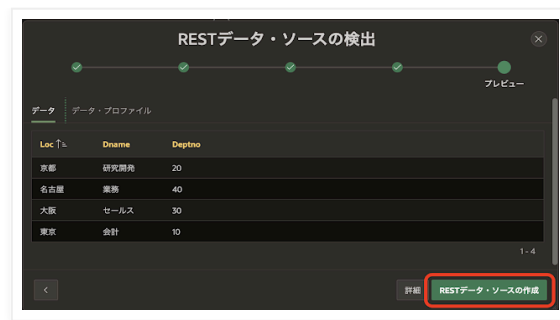 RESTデータ・ソースの検出
プレビュー
データ データ・プロファイル
Loc Dname Deptno
京都 研究開発 20
名古屋 業務 40
大阪 セールス 30
東京 会計 10
1 - 4
詳細 RESTデータ・ソースの作成